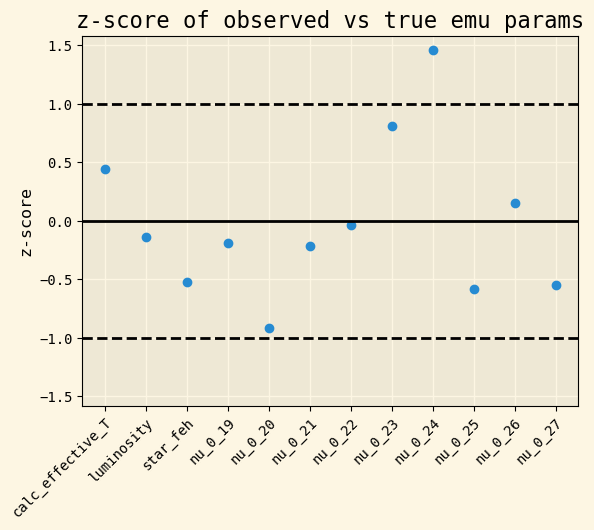 z-score of observed vs true emu params
1.5
1.0
0.5
0.0
−0.5
−1.0
−1.5
z-score
calc_effective_T
luminosity
star_feh
nu_0_19
nu_0_20
nu_0_21
nu_0_22
nu_0_23
nu_0_24
nu_0_25
nu_0_26
nu_0_27